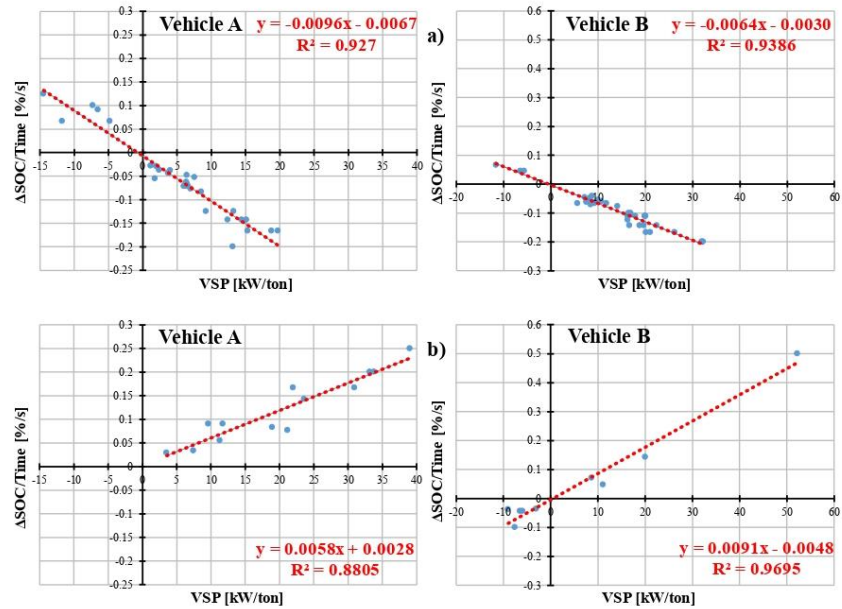 Vehicle A
y = -0.0096x - 0.0067
R² = 0.927
0.3
0.25
0.2
0.15
0.1
0.05
0
-0.05
-0.1
-0.15
-0.2
-0.25
-15 -10 -5 0 5 10 15 20 25 30 35 40
ΔSOC/Time [%/s]
VSP [kW/ton]
a)
Vehicle B
y = -0.0064x - 0.0030
R² = 0.9386
0.6
0.5
0.4
0.3
0.2
0.1
0
-0.1
-0.2
-0.3
-20 -10 0 10 20 30 40 50 60
ΔSOC/Time [%/s]
VSP [kW/ton]
Vehicle A
0.3
0.25
0.2
0.15
0.1
0.05
0
-0.05
-0.1
-0.15
-0.2
-0.25
-15 -10 -5 0 5 10 15 20 25 30 35 40
ΔSOC/Time [%/s]
y = 0.0058x + 0.0028
R² = 0.8805
VSP [kW/ton]
b)
Vehicle B
0.6
0.5
0.4
0.3
0.2
0.1
0
-0.1
-0.2
-0.3
-20 -10 0 10 20 30 40 50 60
ΔSOC/Time [%/s]
y = 0.0091x - 0.0048
R² = 0.9695
VSP [kW/ton]